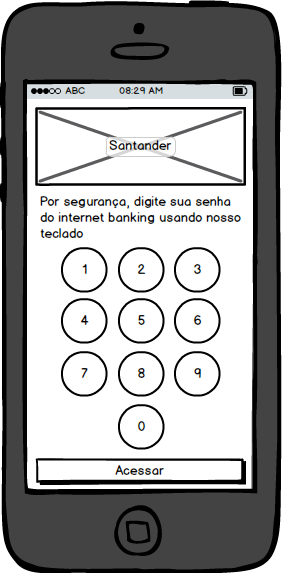 ABC 08:29 AM
Santander
Por segurança, digite sua senha
do internet banking usando nosso
teclado
1 2 3
4 5 6
7 8 9
0
Acessar